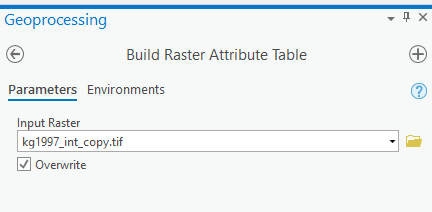 Geoprocessing
Build Raster Attribute Table
Parameters Environments
Input Raster
kg1997_int_copy.tif
Overwrite